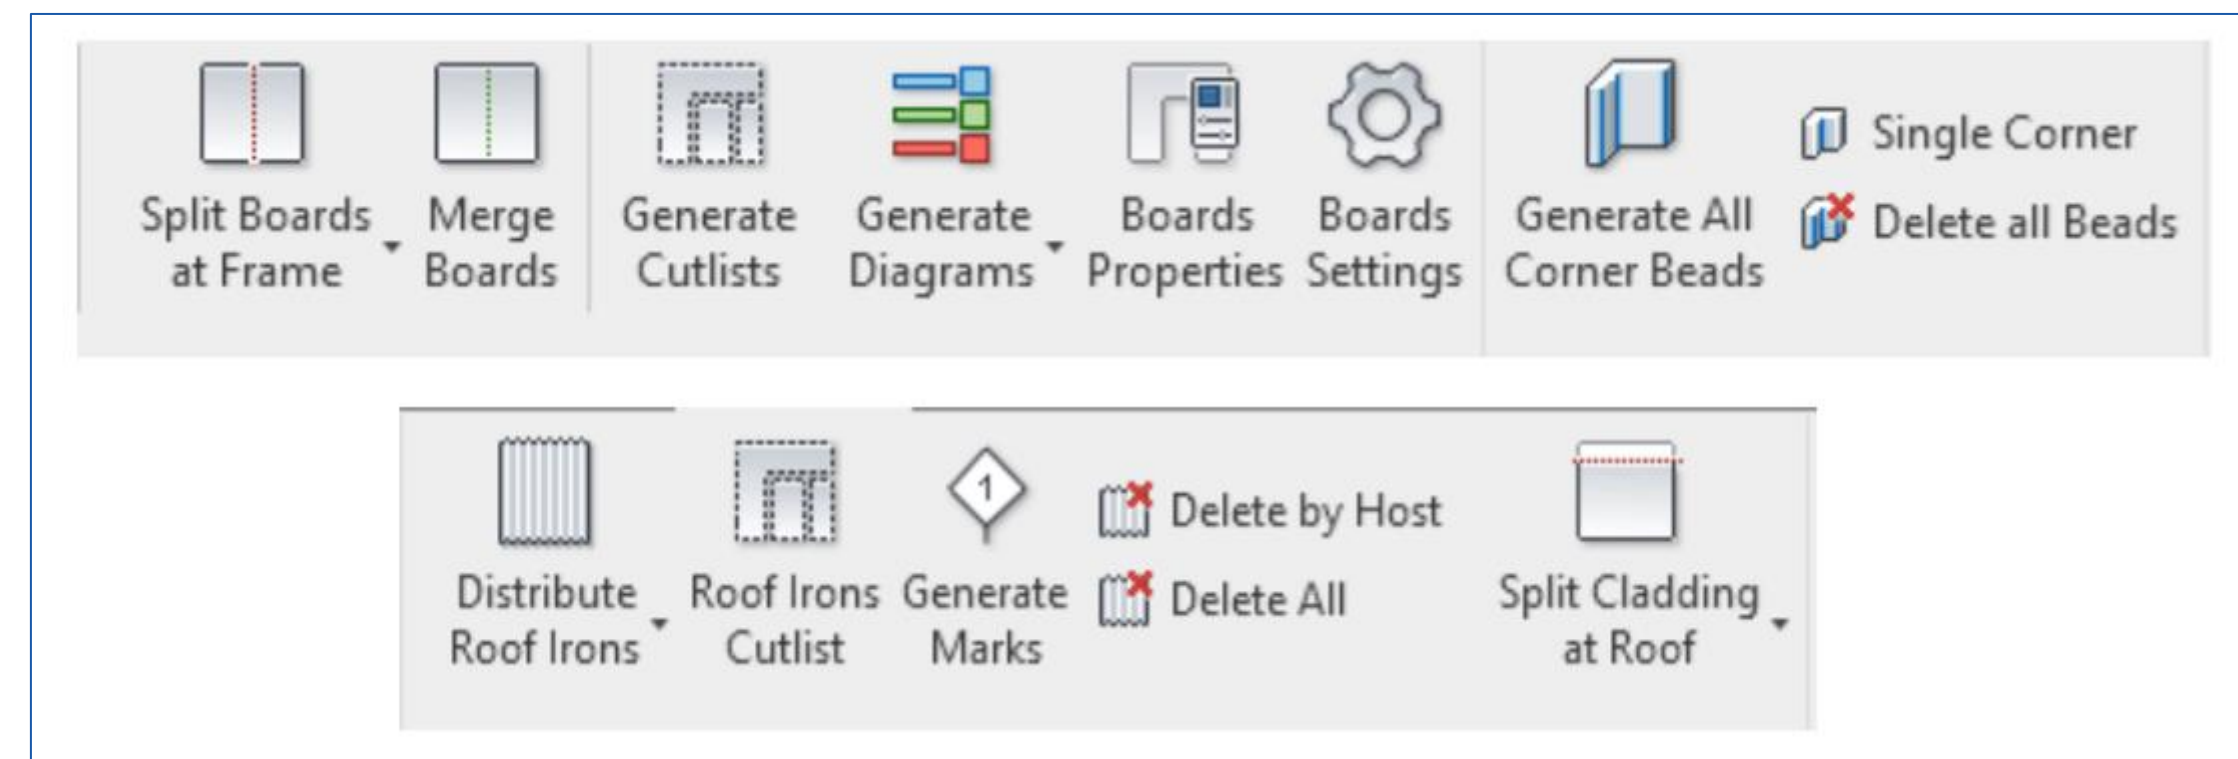 Split Boards
at Frame
Merge
Boards
Generate
Cutlists
Generate
Diagrams
Boards
Properties
Boards
Settings
Generate All
Corner Beads
Single Corner
Delete all Beads
Distribute
Roof Irons
Roof Irons
Cutlist
1
Generate
Marks
Delete by Host
Delete All
Split Cladding
at Roof